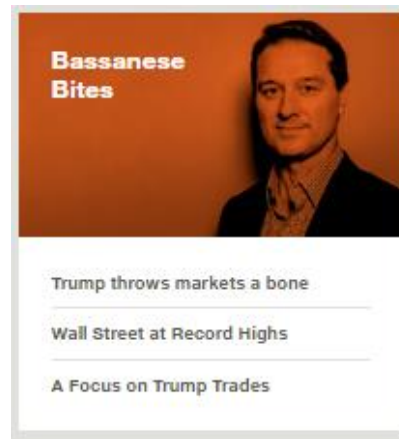 Bassanese
Bites
Trump throws markets a bone
Wall Street at Record Highs
A Focus on Trump Trades